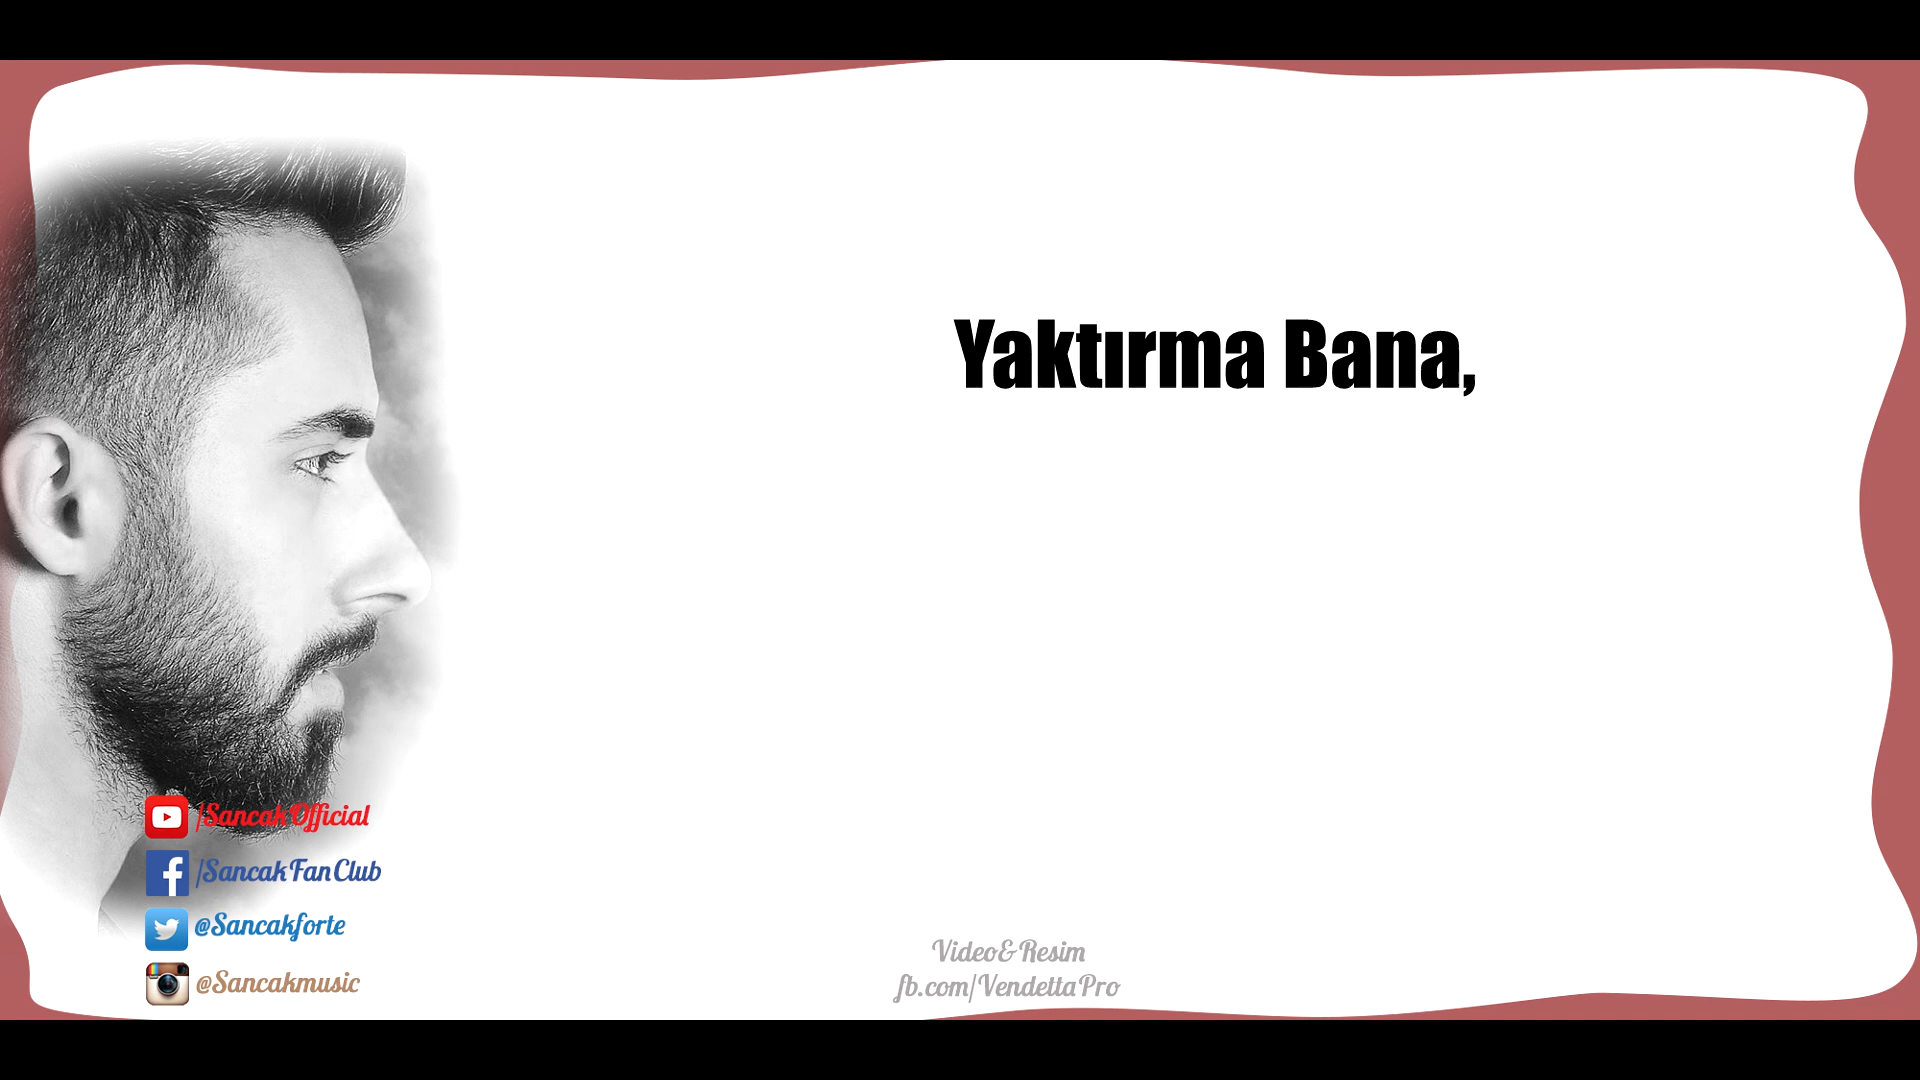 Yaktırma Bana,
/SancakOfficial
/SancakFanClub
@Sancakforte
@Sancakmusic
Video&Resim
fb.com/VendettaPro